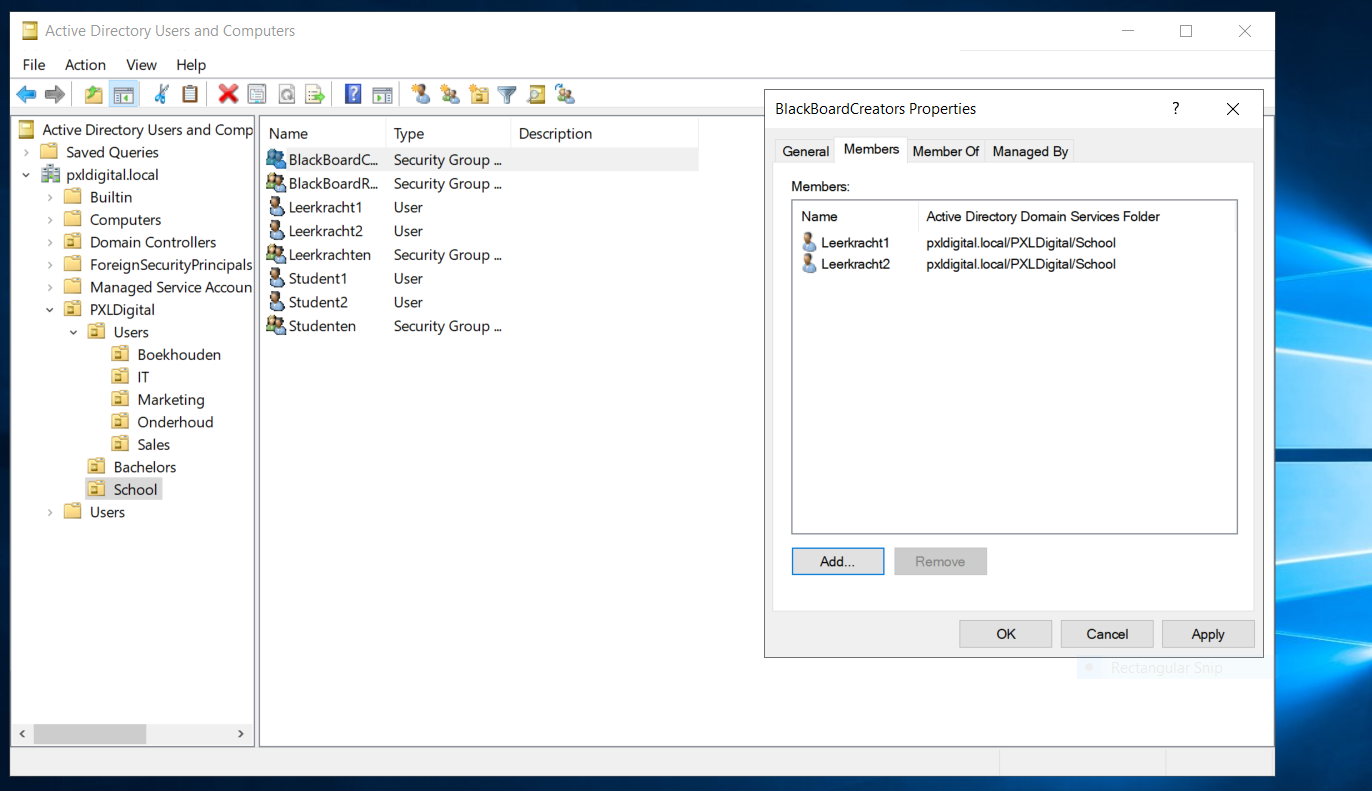 Active Directory Users and Computers
File Action View Help
Active Directory Users and Comp
Saved Queries
pxldigital.local
Builtin
Computers
Domain Controllers
ForeignSecurityPrincipals
Managed Service Accoun
PXLDigital
Users
Boekhouden
IT
Marketing
Onderhoud
Sales
Bachelors
School
Users
Name Type Description
BlackBoardC... Security Group ...
BlackBoardR... Security Group ...
Leerkracht1 User
Leerkracht2 User
Leerkrachten Security Group ...
Student1 User
Student2 User
Studenten Security Group ...
BlackBoardCreators Properties
?
General Members Member Of Managed By
Members:
Name Active Directory Domain Services Folder
Leerkracht1 pxldigital.local/PXLDigital/School
Leerkracht2 pxldigital.local/PXLDigital/School
Add... Remove
OK Cancel Apply
Rectangular Snip